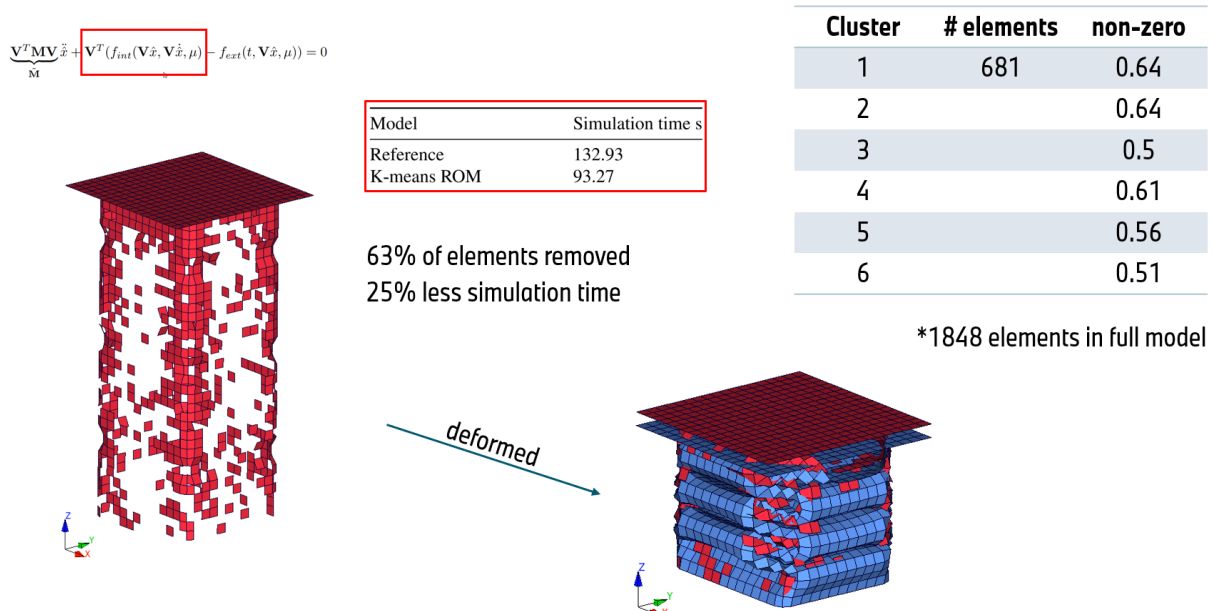 V^T M V ẍ̂ + V^T(f_int(Vx̂, Vẋ̂, μ) − f_ext(t, Vx̂, μ)) = 0
M̂
Model Simulation time s
Reference 132.93
K-means ROM 93.27
63% of elements removed
25% less simulation time
Cluster # elements non-zero
1 681 0.64
2 0.64
3 0.5
4 0.61
5 0.56
6 0.51
*1848 elements in full model
deformed
Z
Y
X
Z
Y
X